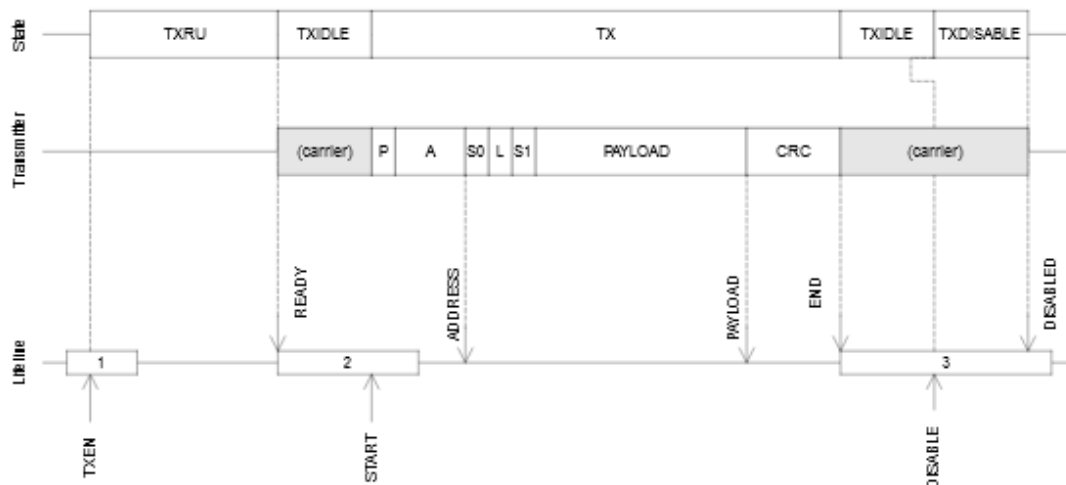 State
TXRU
TXIDLE
TX
TXIDLE
TXDISABLE
Transmitter
(carrier)
P
A
S0
L
S1
PAYLOAD
CRC
(carrier)
READY
ADDRESS
PAYLOAD
END
DISABLED
Lifeline
1
2
3
TXEN
START
DISABLE